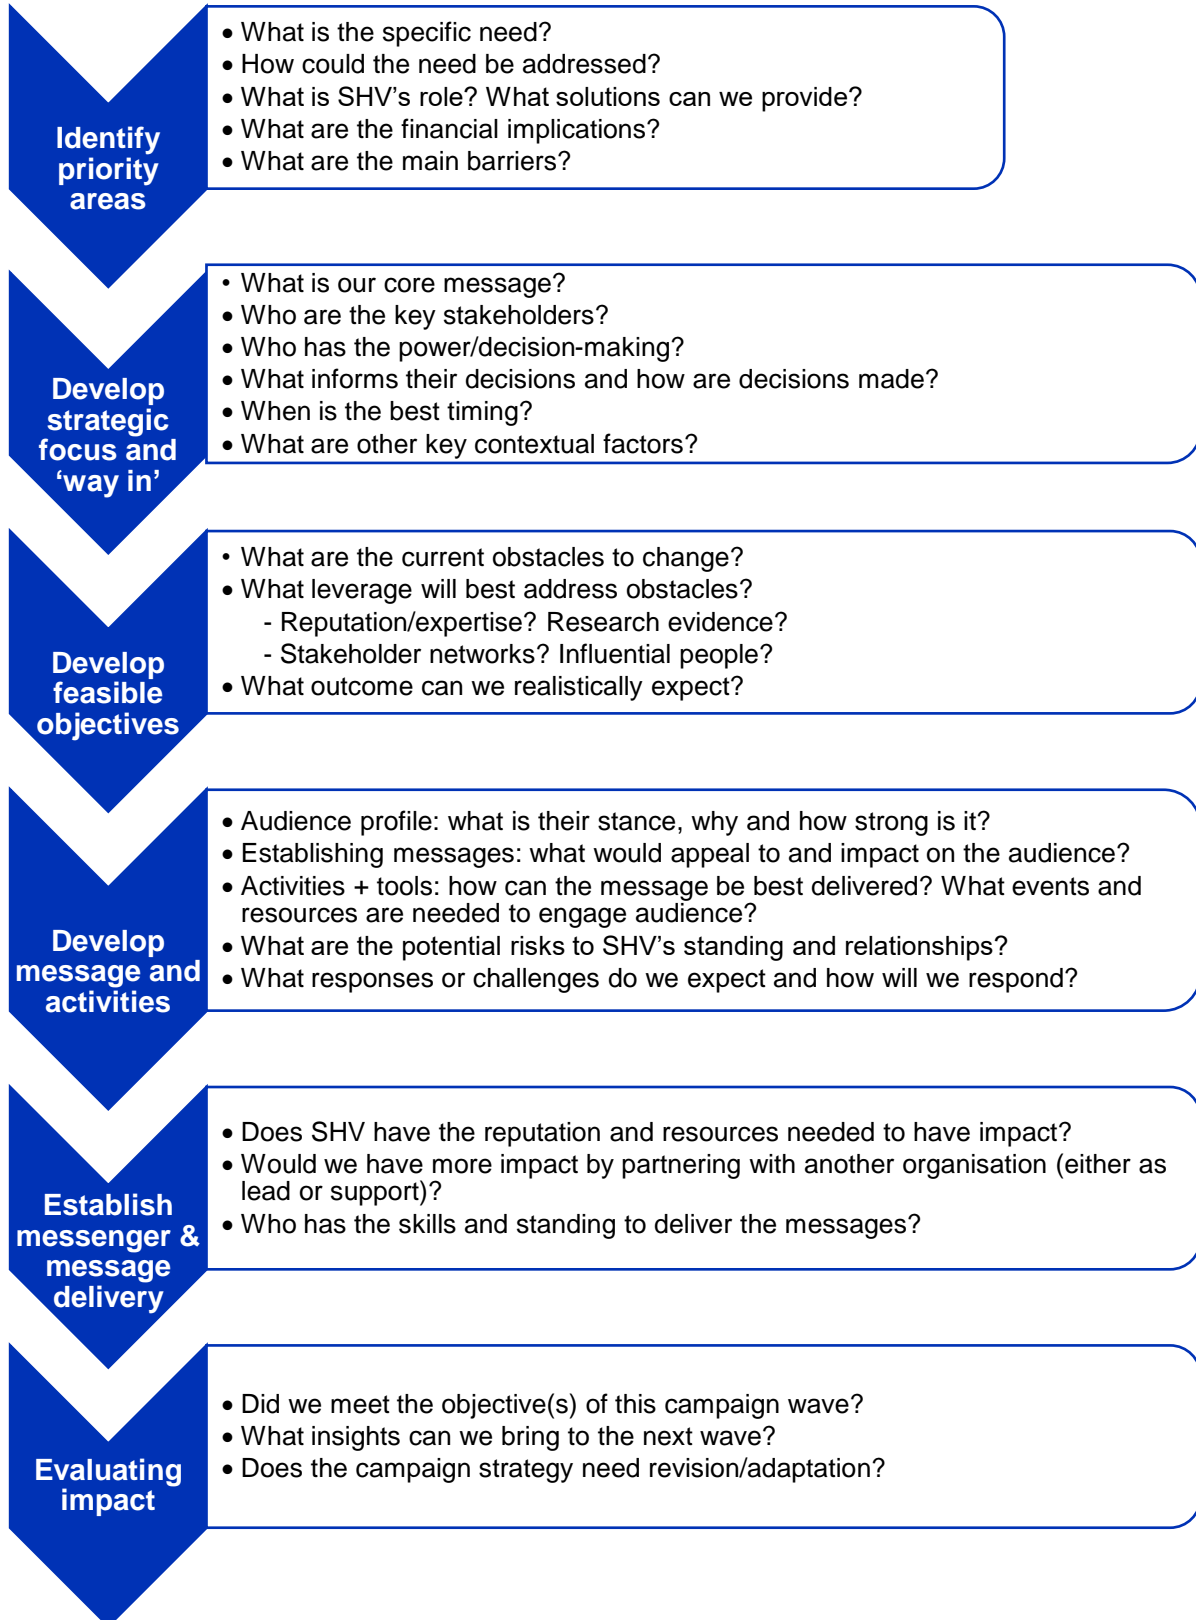 Identify
priority
areas
• What is the specific need?
• How could the need be addressed?
• What is SHV’s role? What solutions can we provide?
• What are the financial implications?
• What are the main barriers?
Develop
strategic
focus and
‘way in’
• What is our core message?
• Who are the key stakeholders?
• Who has the power/decision-making?
• What informs their decisions and how are decisions made?
• When is the best timing?
• What are other key contextual factors?
Develop
feasible
objectives
• What are the current obstacles to change?
• What leverage will best address obstacles?
- Reputation/expertise? Research evidence?
- Stakeholder networks? Influential people?
• What outcome can we realistically expect?
Develop
message and
activities
• Audience profile: what is their stance, why and how strong is it?
• Establishing messages: what would appeal to and impact on the audience?
• Activities + tools: how can the message be best delivered? What events and
resources are needed to engage audience?
• What are the potential risks to SHV’s standing and relationships?
• What responses or challenges do we expect and how will we respond?
Establish
messenger &
message
delivery
• Does SHV have the reputation and resources needed to have impact?
• Would we have more impact by partnering with another organisation (either as
lead or support)?
• Who has the skills and standing to deliver the messages?
Evaluating
impact
• Did we meet the objective(s) of this campaign wave?
• What insights can we bring to the next wave?
• Does the campaign strategy need revision/adaptation?